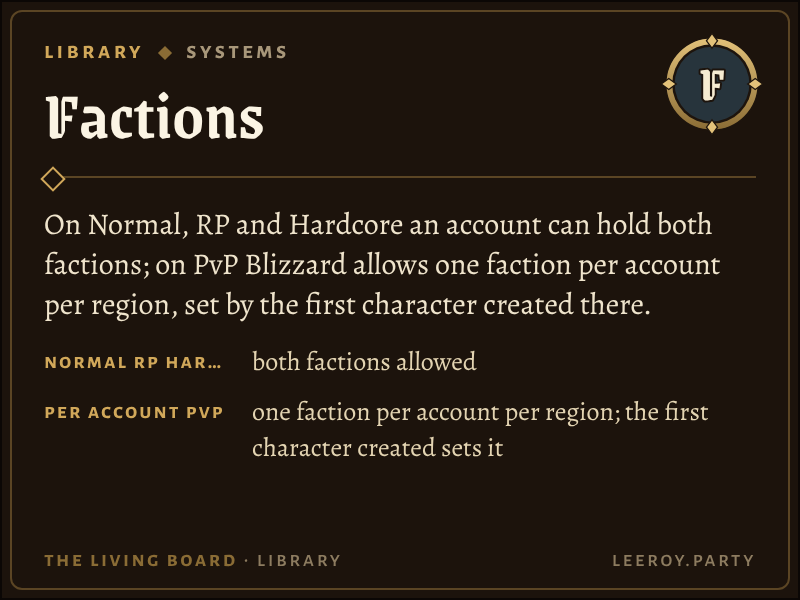 LIBRARY ◆ SYSTEMS
F
Factions
On Normal, RP and Hardcore an account can hold both
factions; on PvP Blizzard allows one faction per account
per region, set by the first character created there.
NORMAL RP HAR… both factions allowed
PER ACCOUNT PVP one faction per account per region; the first
character created sets it
THE LIVING BOARD · LIBRARY LEEROY.PARTY